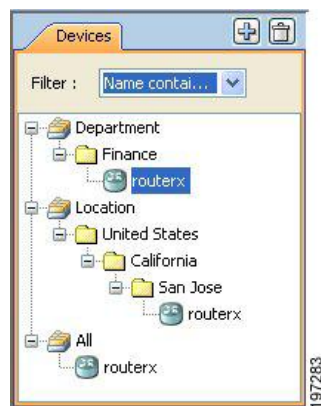 Devices
Filter : Name contai...
Department
Finance
routerx
Location
United States
California
San Jose
routerx
All
routerx
197283